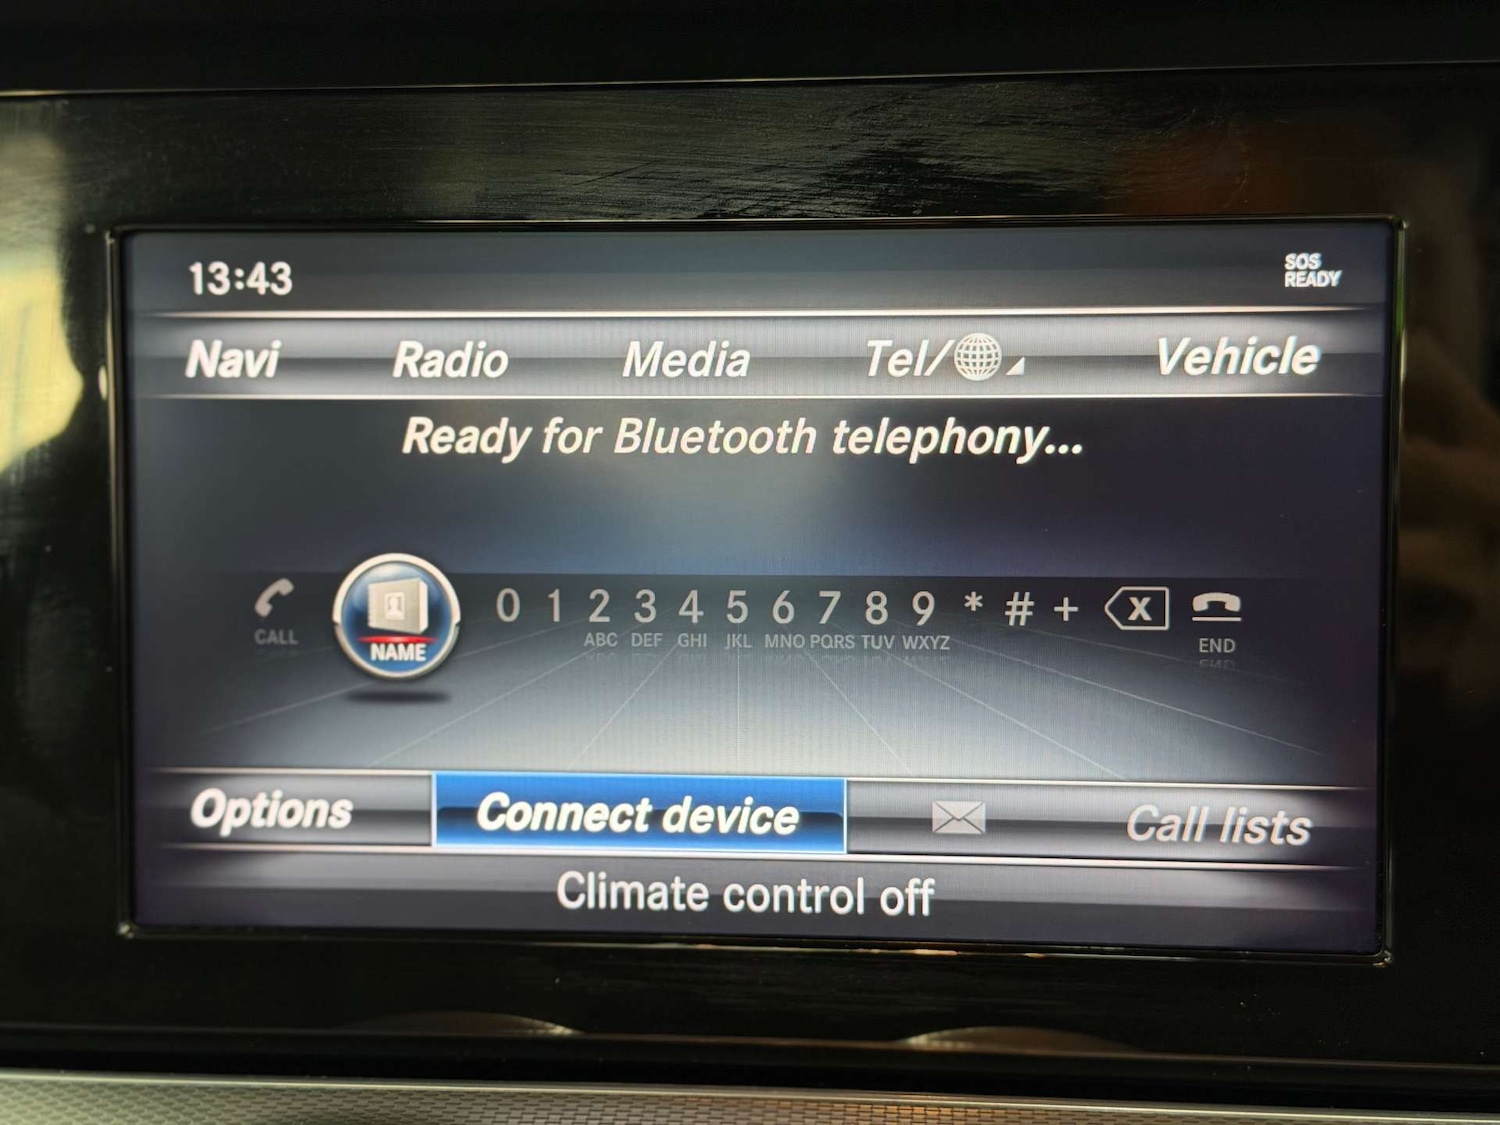 13:43
SOS
READY
Navi Radio Media Tel/ Vehicle
Ready for Bluetooth telephony...
0 1 2 3 4 5 6 7 8 9 * # + X
CALL NAME ABC DEF GHI JKL MNO PQRS TUV WXYZ END
Options Connect device Call lists
Climate control off